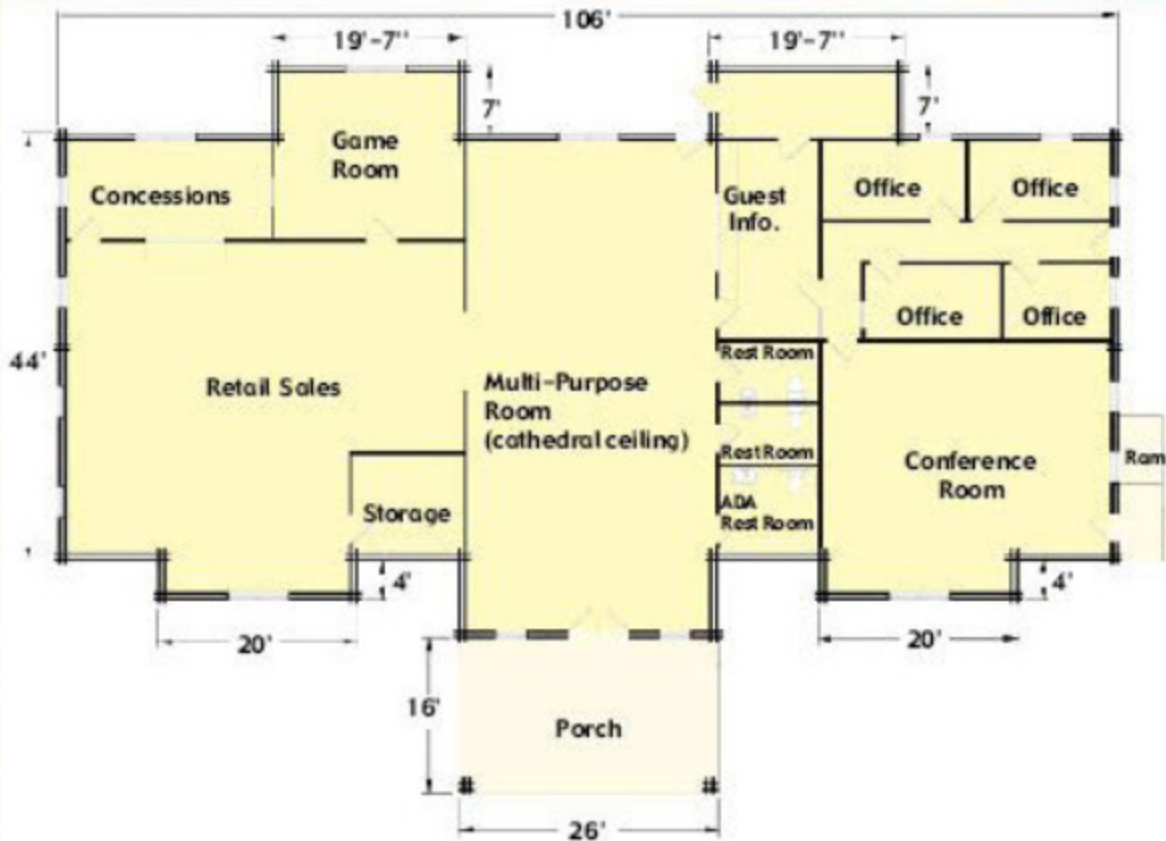 106'
19'-7"
19'-7"
7'
7'
Game
Room
Concessions
Guest
Info.
Office
Office
Office
Office
44'
Retail Sales
Multi-Purpose
Room
(cathedral ceiling)
Rest Room
Rest Room
ADA
Rest Room
Conference
Room
Ram
Storage
4'
4'
20'
20'
16'
Porch
26'